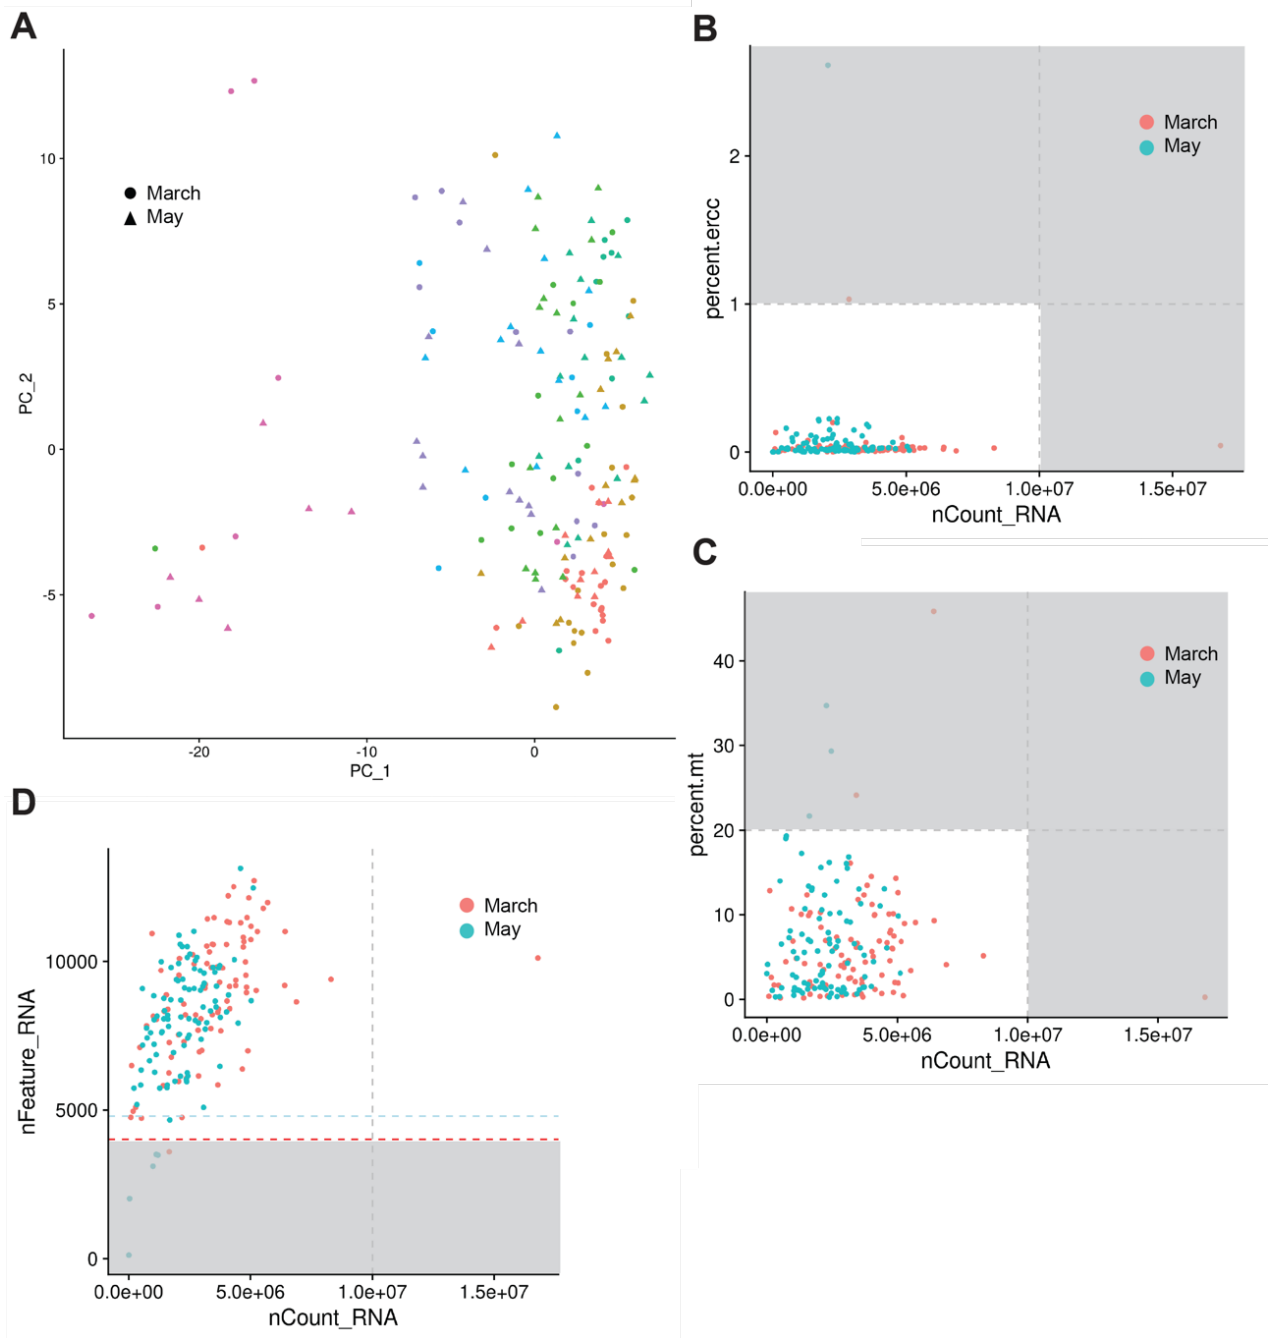 A
10
5
0
-5
PC_2
March
May
-20
-10
0
PC_1
B
2
1
0
percent.ercc
March
May
0.0e+00
5.0e+06
1.0e+07
1.5e+07
nCount_RNA
C
40
30
20
10
0
percent.mt
March
May
0.0e+00
5.0e+06
1.0e+07
1.5e+07
nCount_RNA
D
10000
5000
0
nFeature_RNA
March
May
0.0e+00
5.0e+06
1.0e+07
1.5e+07
nCount_RNA